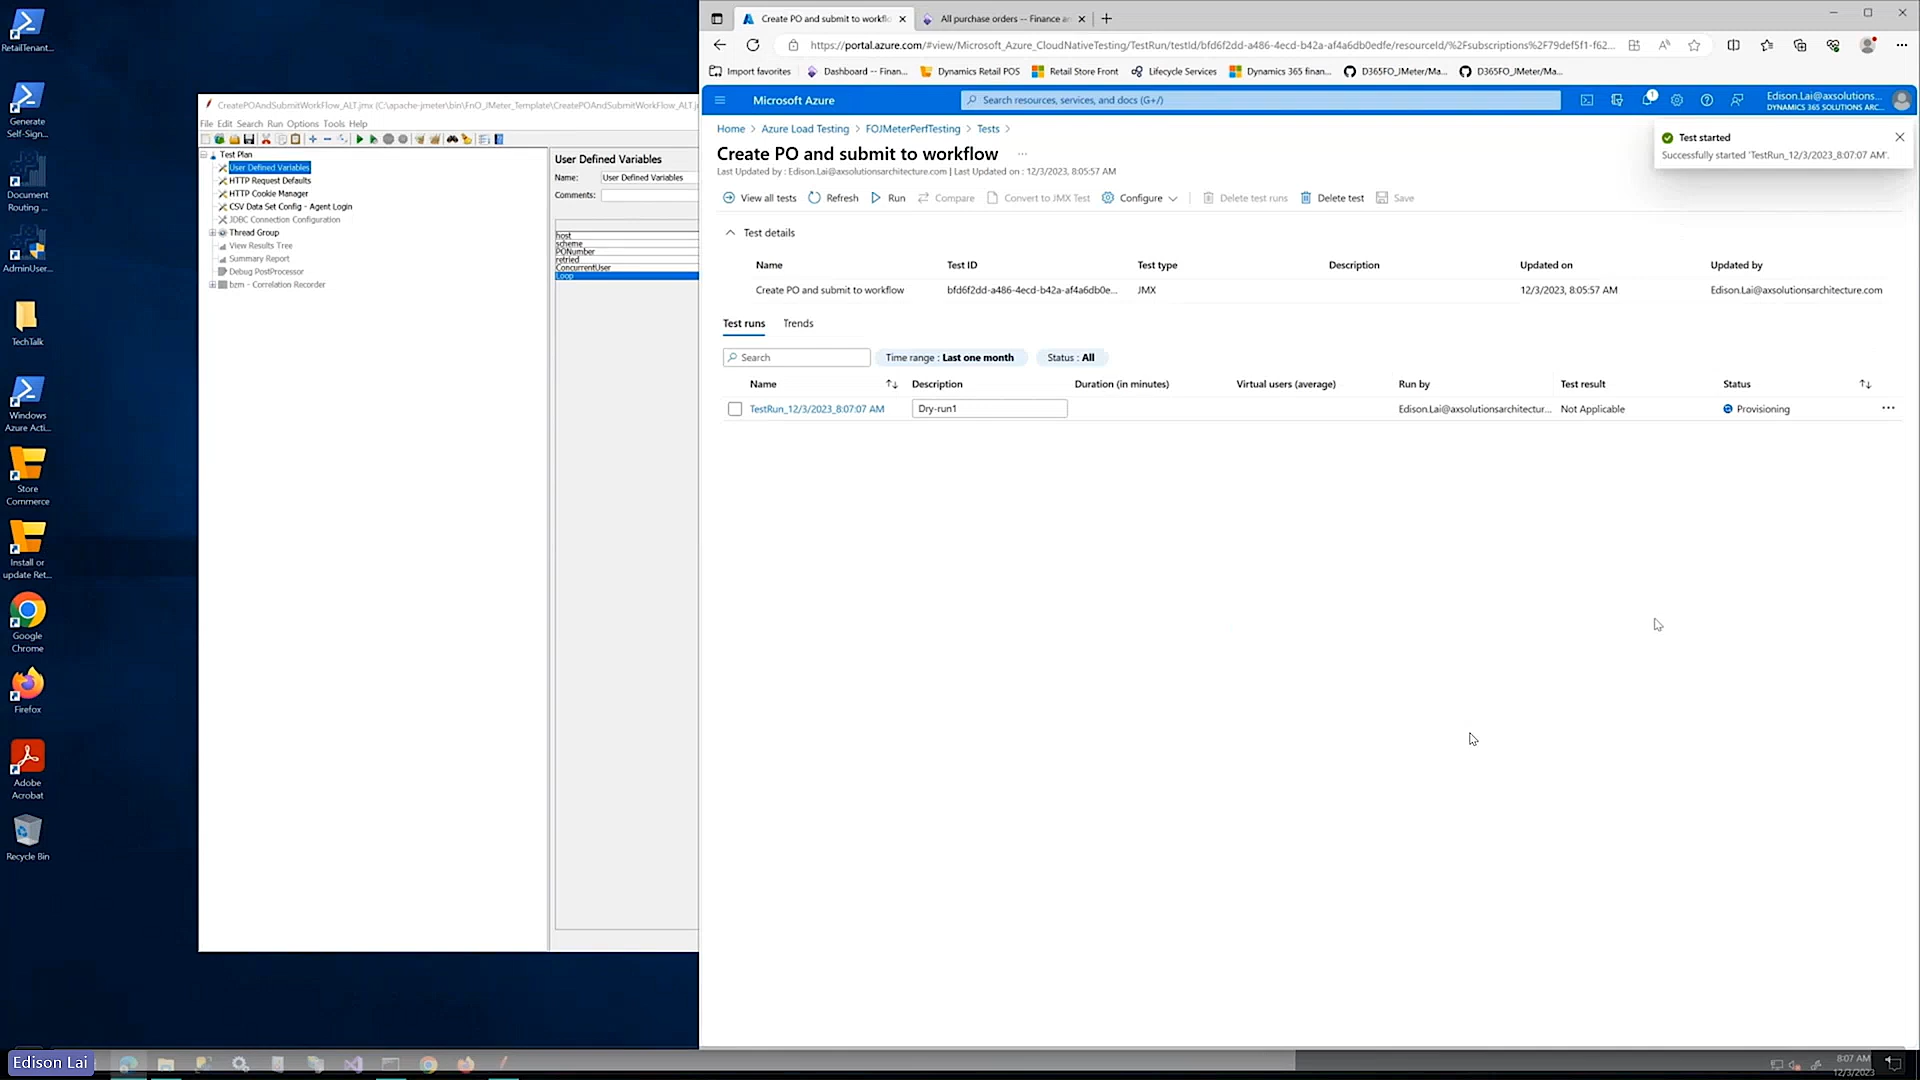 RetailTenant...
Generate
Self-Sign...
Document
Routing ...
AdminUser...
TechTalk
Windows
Azure Acti...
Store
Commerce
Install or
update Ret...
Google
Chrome
Firefox
Adobe
Acrobat
Recycle Bin
CreatePOAndSubmitWorkFlow_ALT.jmx (C:\apache-jmeter\bin\FnO_JMeter_Template\CreatePOAndSubmitWorkFlow_ALT.jm
File Edit Search Run Options Tools Help
Test Plan
User Defined Variables
HTTP Request Defaults
HTTP Cookie Manager
CSV Data Set Config - Agent Login
JDBC Connection Configuration
Thread Group
View Results Tree
Summary Report
Debug PostProcessor
bzm - Correlation Recorder
User Defined Variables
Name: User Defined Variables
Comments:
host
scheme
PONumber
retried
ConcurrentUser
Loop
Create PO and submit to workfl
All purchase orders -- Finance an
https://portal.azure.com/#view/Microsoft_Azure_CloudNativeTesting/TestRun/testId/bfd6f2dd-a486-4ecd-b42a-af4a6db0edfe/resourceId/%2Fsubscriptions%2F79def5f1-f62...
Import favorites Dashboard -- Finan... Dynamics Retail POS Retail Store Front Lifecycle Services Dynamics 365 finan... D365FO_JMeter/Ma... D365FO_JMeter/Ma...
Microsoft Azure
Search resources, services, and docs (G+/)
1
Edison.Lai@axsolutions...
DYNAMICS 365 SOLUTIONS ARC...
Home > Azure Load Testing > FOJMeterPerfTesting > Tests >
Test started
Successfully started 'TestRun_12/3/2023_8:07:07 AM'.
Create PO and submit to workflow ...
Last Updated by : Edison.Lai@axsolutionsarchitecture.com | Last Updated on : 12/3/2023, 8:05:57 AM
View all tests Refresh Run Compare Convert to JMX Test Configure Delete test runs Delete test Save
Test details
Name Test ID Test type Description Updated on Updated by
Create PO and submit to workflow bfd6f2dd-a486-4ecd-b42a-af4a6db0e... JMX 12/3/2023, 8:05:57 AM Edison.Lai@axsolutionsarchitecture.com
Test runs Trends
Search Time range : Last one month Status : All
Name Description Duration (in minutes) Virtual users (average) Run by Test result Status
TestRun_12/3/2023_8:07:07 AM Dry-run1 Edison.Lai@axsolutionsarchitectur... Not Applicable Provisioning ...
Edison Lai
8:07 AM
12/3/2023